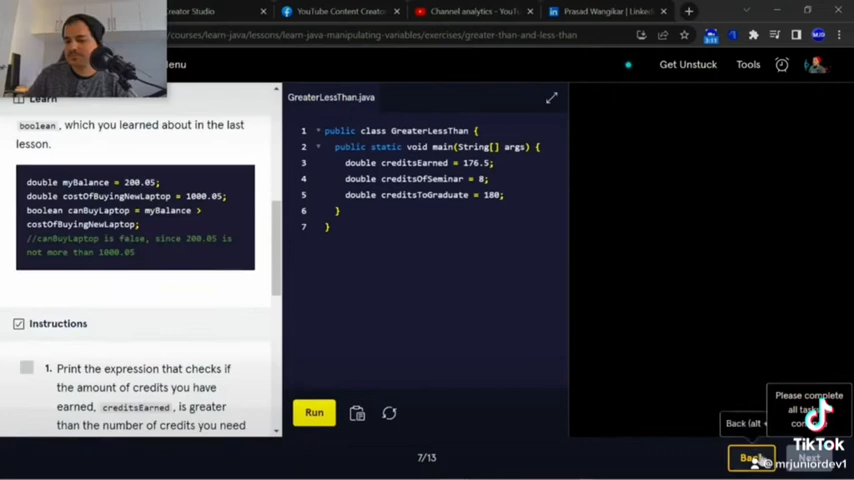 Creator Studio
YouTube Content Creator
Channel analytics - YouTu
Prasad Wangikar | Linked
/courses/learn-java/lessons/learn-java-manipulating-variables/exercises/greater-than-and-less-than
Menu
Get Unstuck
Tools
Learn
boolean, which you learned about in the last
lesson.
double myBalance = 200.05;
double costOfBuyingNewLaptop = 1000.05;
boolean canBuyLaptop = myBalance >
costOfBuyingNewLaptop;
//canBuyLaptop is false, since 200.05 is
not more than 1000.05
Instructions
1. Print the expression that checks if
the amount of credits you have
earned, creditsEarned, is greater
than the number of credits you need
GreaterLessThan.java
1 public class GreaterLessThan {
2 public static void main(String[] args) {
3 double creditsEarned = 176.5;
4 double creditsOfSeminar = 8;
5 double creditsToGraduate = 180;
6 }
7 }
Run
Please complete
all tasks
Back (alt +
7/13
Back
Next
TikTok
@mrjuniordev1